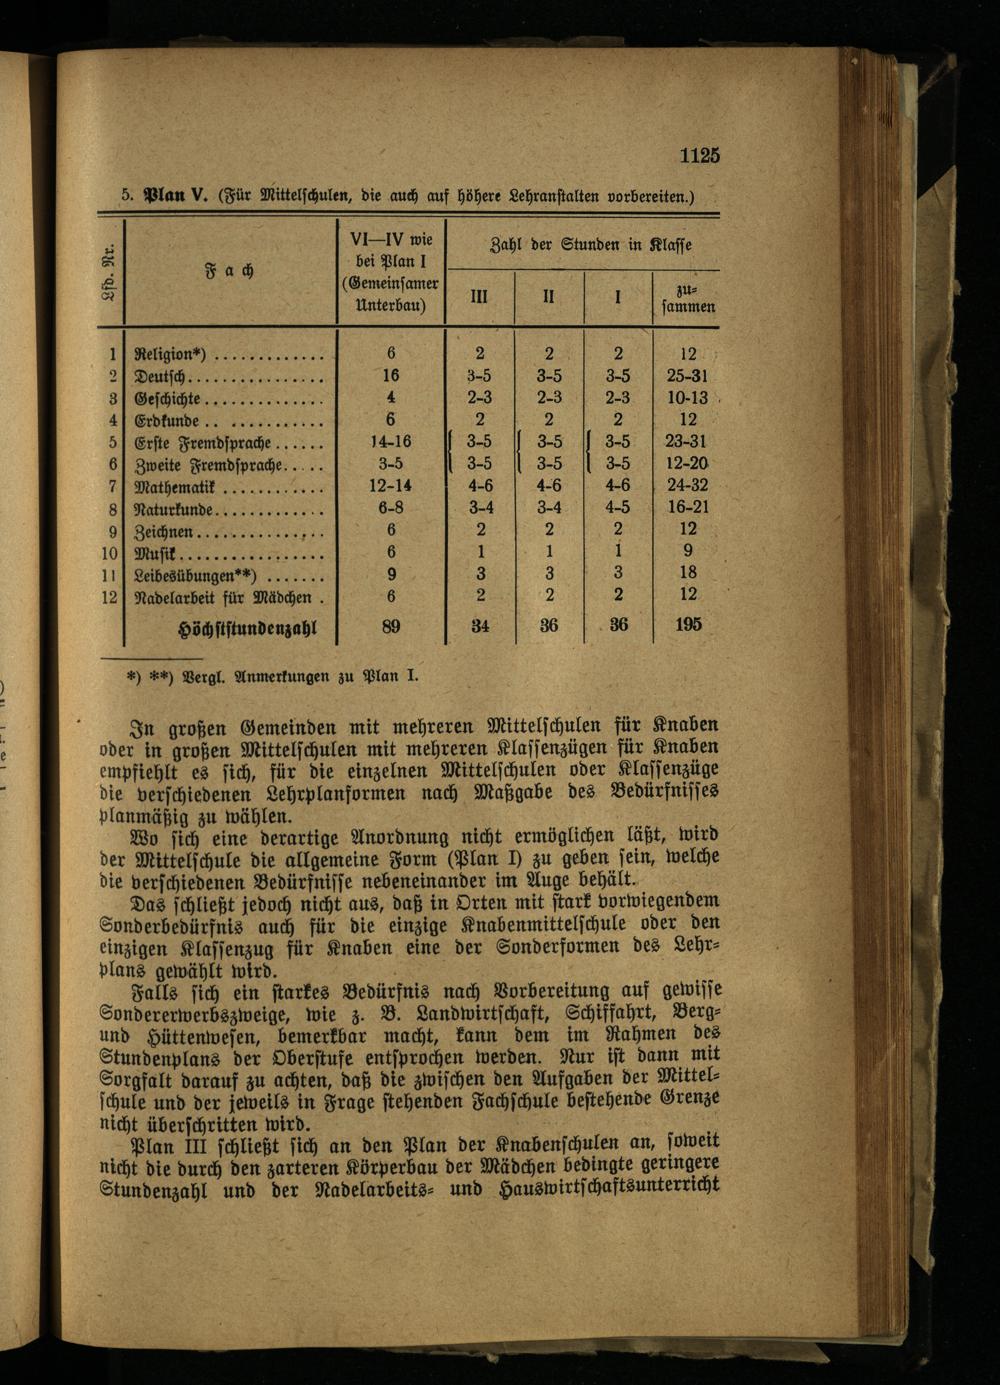 1125
5. Plan V. (Für Mittelschulen, die auch auf höhere Lehranstalten vorbereiten.)
Lfd. Nr. | Fach | VI—IV wie bei Plan I (Gemeinsamer Unterbau) | Zahl der Stunden in Klasse
III | II | I | zu=sammen
1 Religion*) ............. 6 2 2 2 12
2 Deutsch................ 16 3-5 3-5 3-5 25-31
3 Geschichte.............. 4 2-3 2-3 2-3 10-13
4 Erdkunde .. ........... 6 2 2 2 12
5 Erste Fremdsprache...... 14-16 3-5 3-5 3-5 23-31
6 Zweite Fremdsprache..... 3-5 3-5 3-5 3-5 12-20
7 Mathematik ............ 12-14 4-6 4-6 4-6 24-32
8 Naturkunde............. 6-8 3-4 3-4 4-5 16-21
9 Zeichnen............... 6 2 2 2 12
10 Musik................. 6 1 1 1 9
11 Leibesübungen**) ....... 9 3 3 3 18
12 Nadelarbeit für Mädchen . 6 2 2 2 12
Höchststundenzahl 89 34 36 36 195
*) **) Vergl. Anmerkungen zu Plan I.
In großen Gemeinden mit mehreren Mittelschulen für Knaben
oder in großen Mittelschulen mit mehreren Klassenzügen für Knaben
empfiehlt es sich, für die einzelnen Mittelschulen oder Klassenzüge
die verschiedenen Lehrplanformen nach Maßgabe des Bedürfnisses
planmäßig zu wählen.
Wo sich eine derartige Anordnung nicht ermöglichen läßt, wird
der Mittelschule die allgemeine Form (Plan I) zu geben sein, welche
die verschiedenen Bedürfnisse nebeneinander im Auge behält.
Das schließt jedoch nicht aus, daß in Orten mit stark vorwiegendem
Sonderbedürfnis auch für die einzige Knabenmittelschule oder den
einzigen Klassenzug für Knaben eine der Sonderformen des Lehr=
plans gewählt wird.
Falls sich ein starkes Bedürfnis nach Vorbereitung auf gewisse
Sondererwerbszweige, wie z. B. Landwirtschaft, Schiffahrt, Berg=
und Hüttenwesen, bemerkbar macht, kann dem im Rahmen des
Stundenplans der Oberstufe entsprochen werden. Nur ist dann mit
Sorgfalt darauf zu achten, daß die zwischen den Aufgaben der Mittel=
schule und der jeweils in Frage stehenden Fachschule bestehende Grenze
nicht überschritten wird.
Plan III schließt sich an den Plan der Knabenschulen an, soweit
nicht die durch den zarteren Körperbau der Mädchen bedingte geringere
Stundenzahl und der Nadelarbeits= und Hauswirtschaftsunterricht